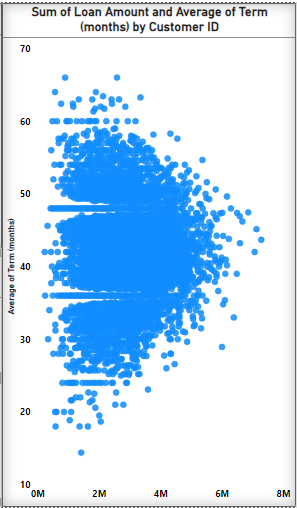 Sum of Loan Amount and Average of Term
(months) by Customer ID
70
60
50
40
30
20
10
Average of Term (months)
0M 2M 4M 6M 8M